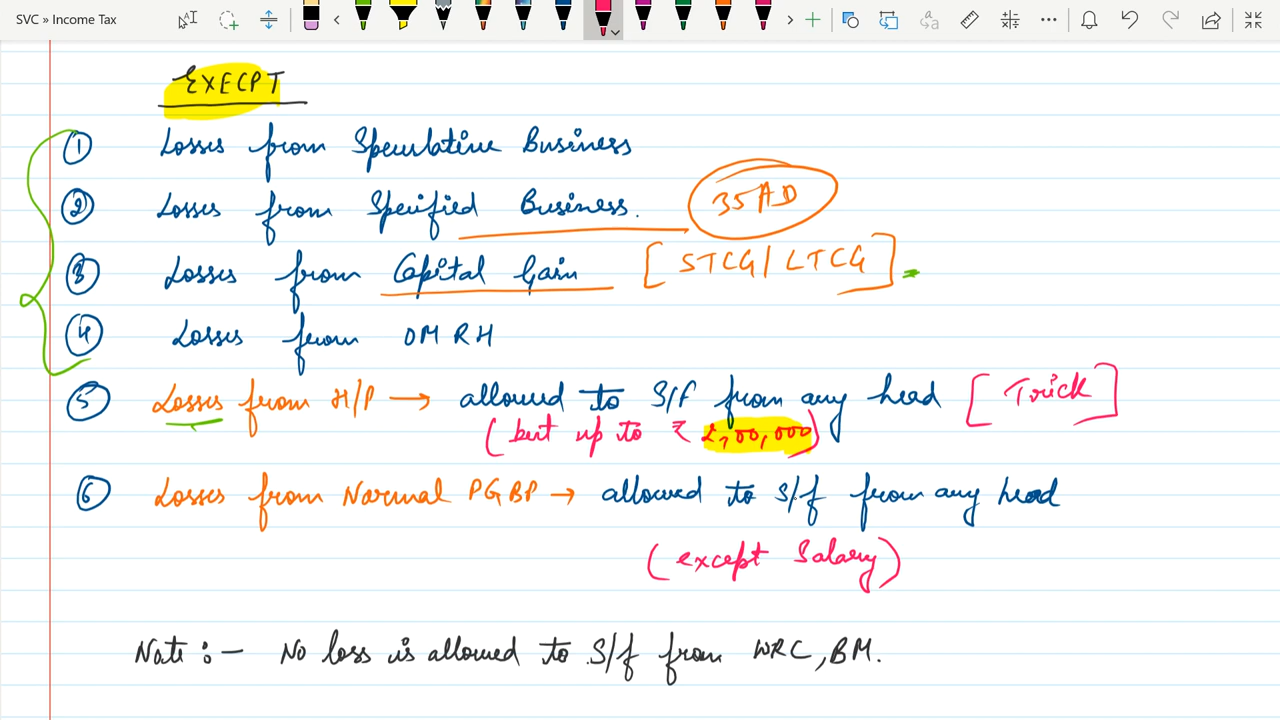 SVC » Income Tax
EXECPT
① Losses from Speculative Business
② Losses from Specified Business. 35AD
③ Losses from Capital Gain [STCG/LTCG]
④ Losses from OMRH
⑤ Losses from H/P → allowed to S/f from any head [Trick]
(but up to ₹ 2,00,000)
⑥ Losses from Normal PGBP → allowed to S/f from any head
(except Salary)
Note :- No loss is allowed to S/f from WRC, BM.